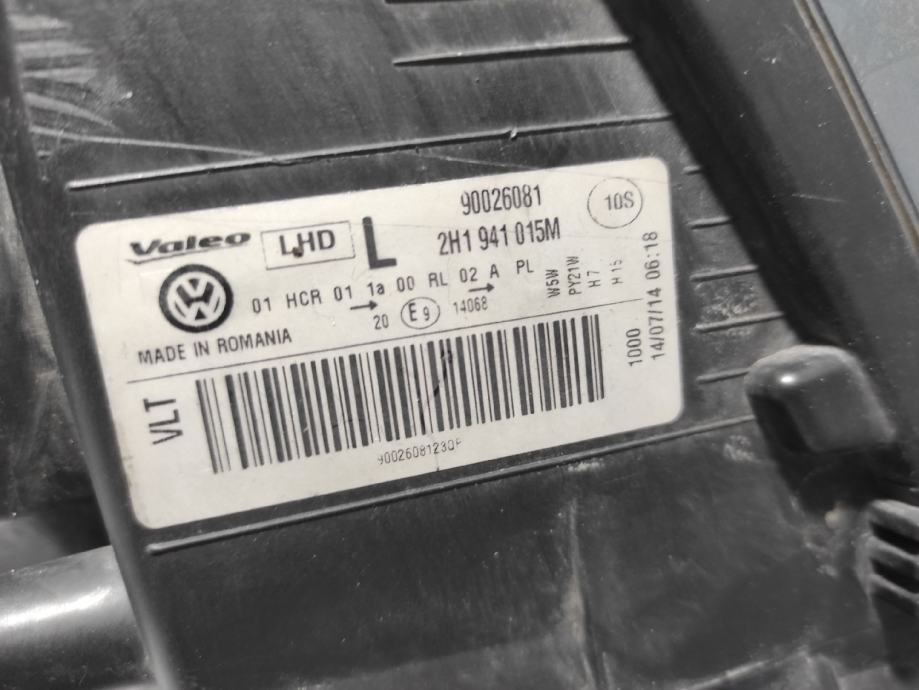 90026081
10S
Valeo LHD L 2H1 941 015M
01 HCR 01 1a 00 RL 02 A PL
20 E9 14068
W5W
PY21W
H7
H15
MADE IN ROMANIA
1000
14/07/14 06:18
VLT